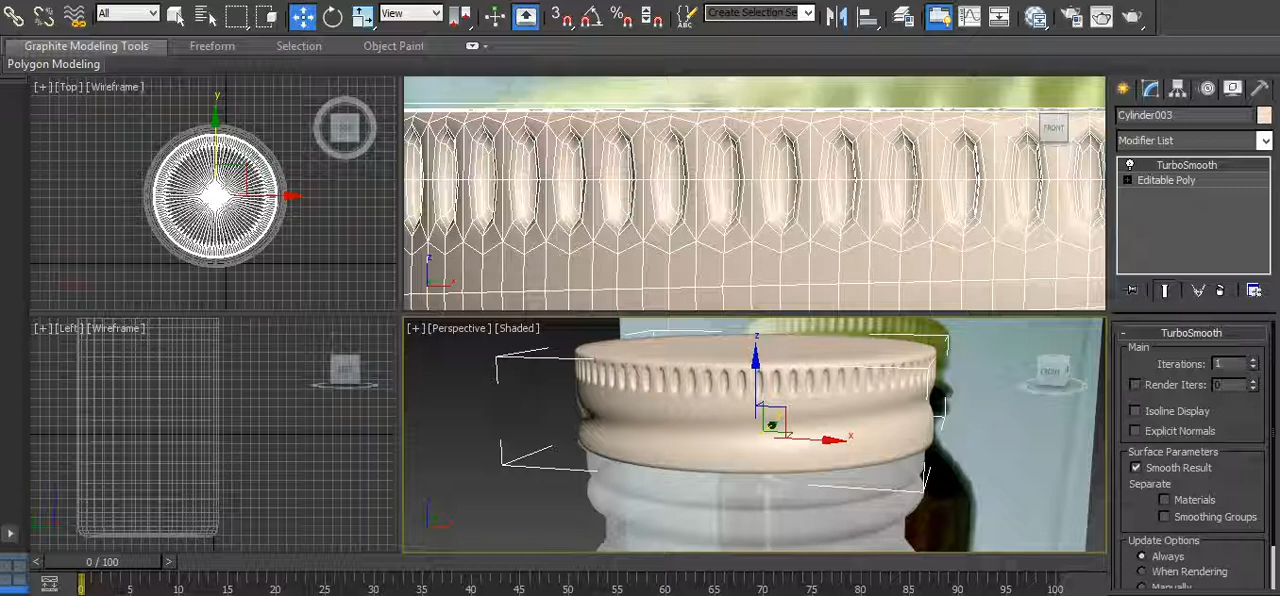 All
View
3
Create Selection Se
Graphite Modeling Tools
Freeform
Selection
Object Paint
Polygon Modeling
[+] [Top] [Wireframe]
y
FRONT
z
x
[+] [Left] [Wireframe]
[+] [Perspective] [Shaded]
z
x
Cylinder003
Modifier List
TurboSmooth
Editable Poly
- TurboSmooth
Main
Iterations: 1
Render Iters: 0
Isoline Display
Explicit Normals
Surface Parameters
Smooth Result
Separate
Materials
Smoothing Groups
Update Options
Always
When Rendering
Manually
< 0 / 100 >
0 5 10 15 20 25 30 35 40 45 50 55 60 65 70 75 80 85 90 95 100